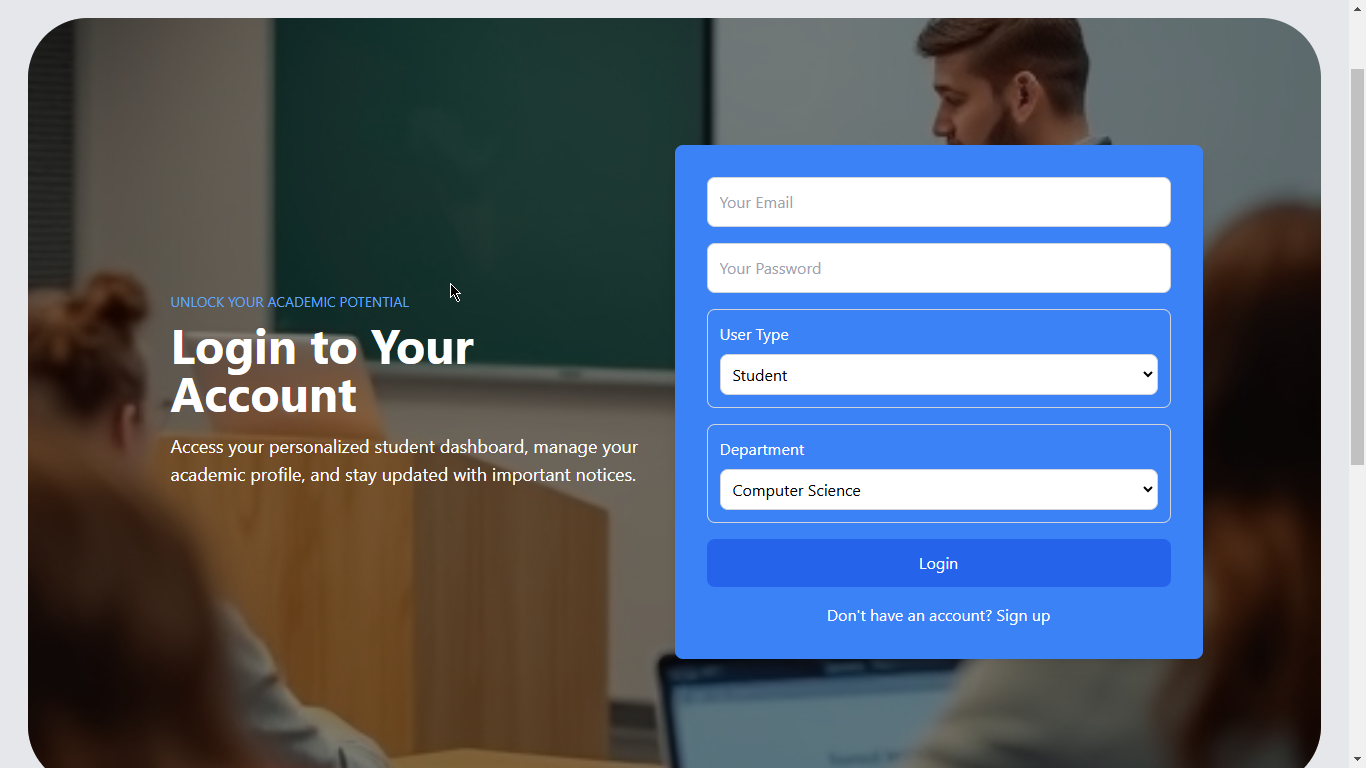 UNLOCK YOUR ACADEMIC POTENTIAL
Login to Your
Account
Access your personalized student dashboard, manage your
academic profile, and stay updated with important notices.
Your Email
Your Password
User Type
Student
Department
Computer Science
Login
Don't have an account? Sign up